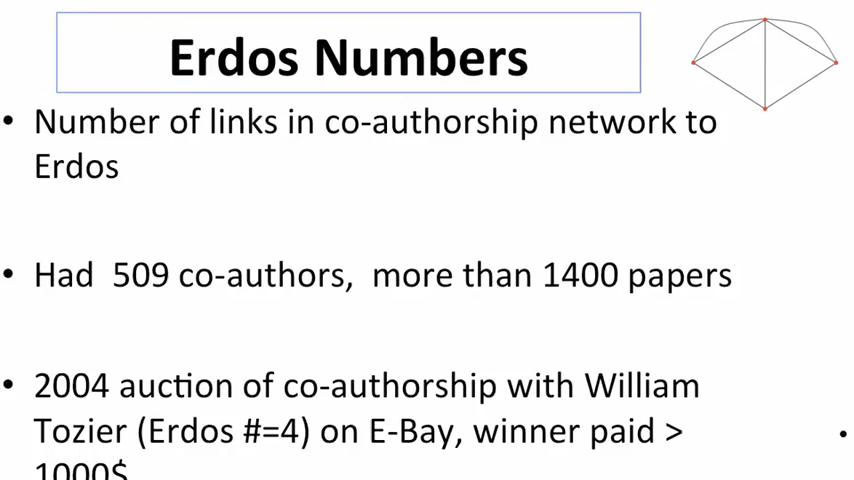 Erdos Numbers
• Number of links in co-authorship network to
Erdos
• Had 509 co-authors, more than 1400 papers
• 2004 auction of co-authorship with William
Tozier (Erdos #=4) on E-Bay, winner paid >
1000$